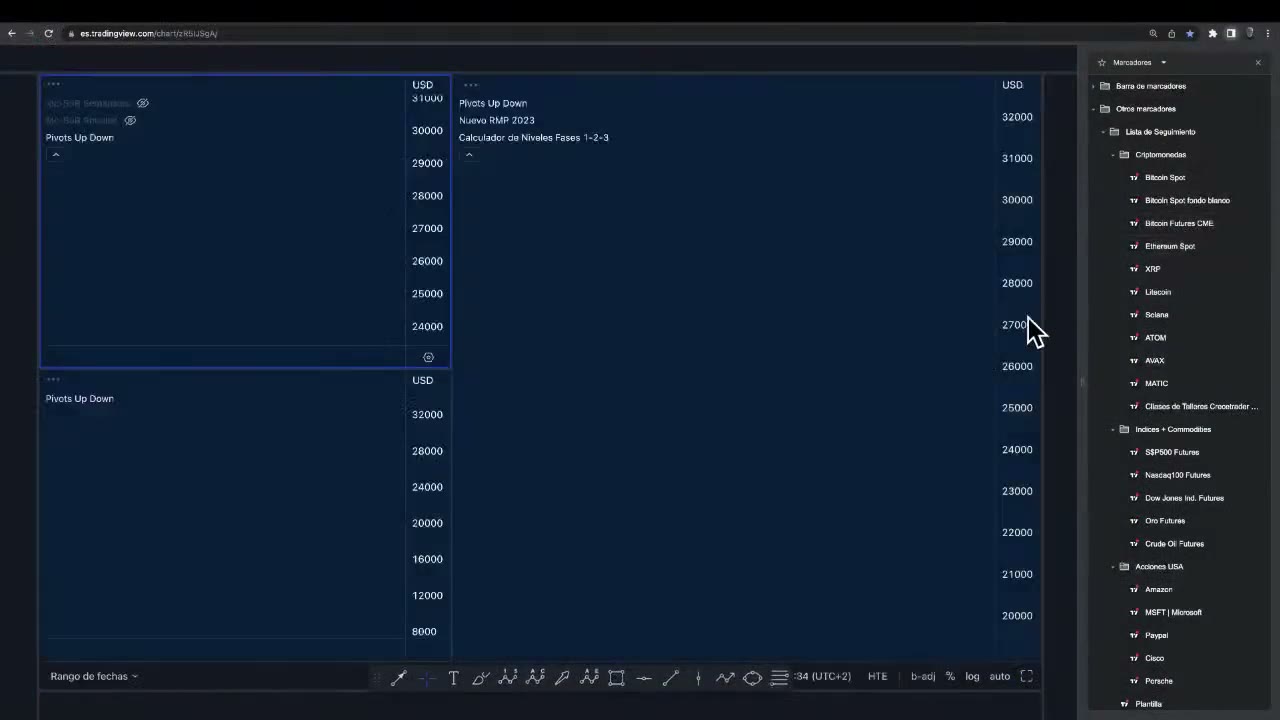 es.tradingview.com/chart/zR5IJSgA/
USD
31000
30000
29000
28000
27000
26000
25000
24000
Pivots Up Down
USD
32000
28000
24000
20000
16000
12000
8000
Pivots Up Down
Pivots Up Down
Nuevo RMP 2023
Calculador de Niveles Fases 1-2-3
USD
32000
31000
30000
29000
28000
2700
26000
25000
24000
23000
22000
21000
20000
Rango de fechas
:34 (UTC+2)
HTE
b-adj
%
log
auto
Marcadores
Barra de marcadores
Otros marcadores
Lista de Seguimiento
Criptomonedas
Bitcoin Spot
Bitcoin Spot fondo blanco
Bitcoin Futures CME
Ethereum Spot
XRP
Litecoin
Solana
ATOM
AVAX
MATIC
Clases de Talleres Crecetrader ...
Indices + Commodities
S$P500 Futures
Nasdaq100 Futures
Dow Jones Ind. Futures
Oro Futures
Crude Oil Futures
Acciones USA
Amazon
MSFT | Microsoft
Paypal
Cisco
Porsche
Plantilla